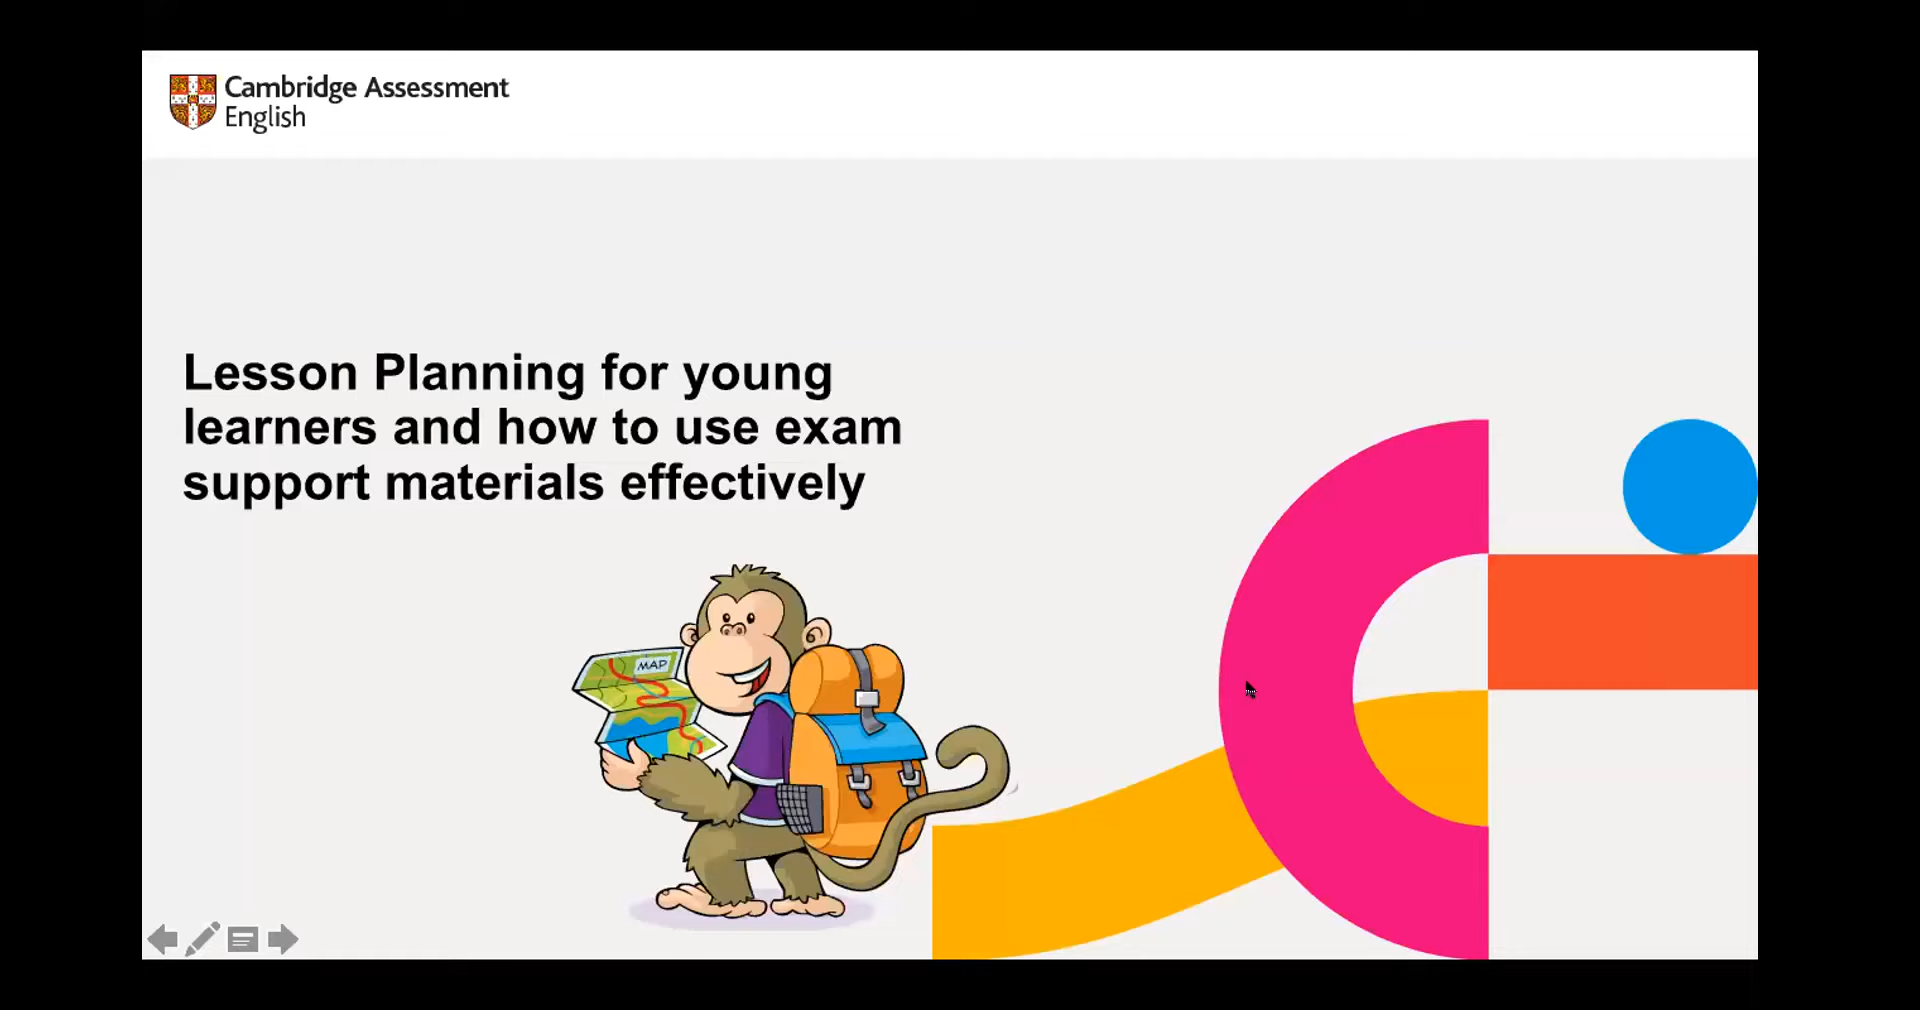 Cambridge Assessment
English
Lesson Planning for young
learners and how to use exam
support materials effectively
MAP